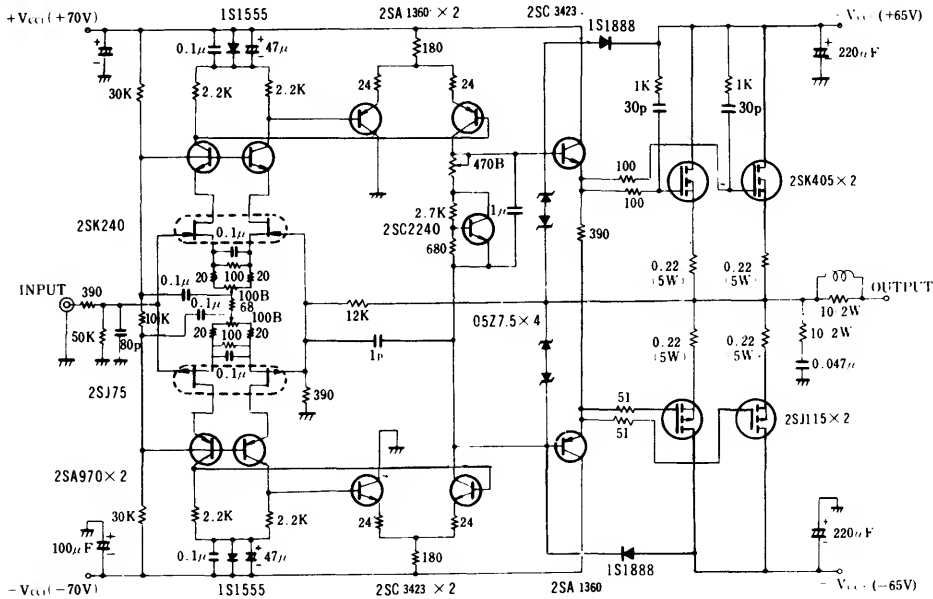 1S1555
2SA 1360 × 2
2SC 3423
+Vcc1 (+70V)
1S1888
(+65V)
0.1μ
47μ
180
220μF
30K
2.2K
2.2K
24
24
1K
30p
1K
30p
470B
100
100
2SK405×2
2SK240
0.1μ
2.7K
1μ
2SC2240
680
390
20
100
20
0.1μ
100B
0.22
(5W)
0.22
(5W)
INPUT
390
0.1μ
68
100B
12K
05Z7.5×4
OUTPUT
10 2W
50K
80p
20
100
20
1p
0.22
(5W)
0.22
(5W)
10 2W
0.047μ
0.1μ
2SJ75
390
51
51
2SJ115×2
2SA970×2
30K
2.2K
2.2K
24
24
100μF
0.1μ
47μ
180
1S1888
220μF
-Vcc1 (-70V)
1S1555
2SC 3423 × 2
2SA 1360
(-65V)